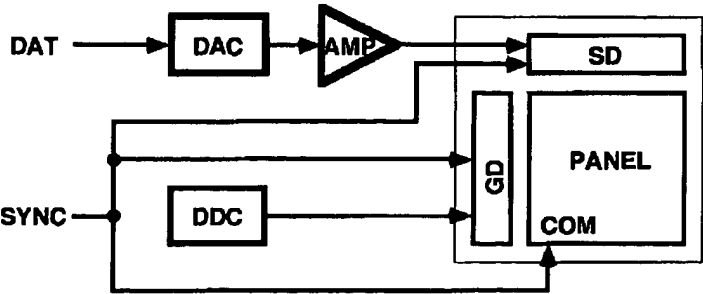 DAT
DAC
AMP
SD
GD
PANEL
SYNC
DDC
COM